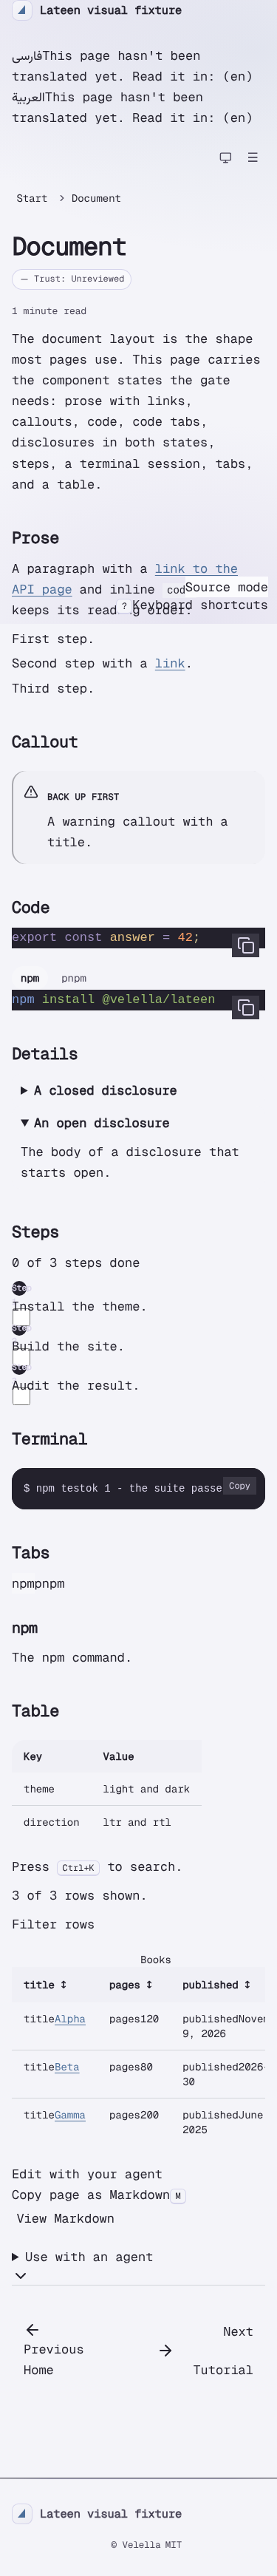 Lateen visual fixture
فارسیThis page hasn't been
translated yet. Read it in: (en)
العربيةThis page hasn't been
translated yet. Read it in: (en)
Start > Document
Document
— Trust: Unreviewed
1 minute read
The document layout is the shape
most pages use. This page carries
the component states the gate
needs: prose with links,
callouts, code, code tabs,
disclosures in both states,
steps, a terminal session, tabs,
and a table.
Prose
A paragraph with a link to the
API page and inline cod
Source mode
keeps its reading order.
? Keyboard shortcuts
First step.
Second step with a link.
Third step.
Callout
BACK UP FIRST
A warning callout with a
title.
Code
export const answer = 42;
npm pnpm
npm install @velella/lateen
Details
A closed disclosure
An open disclosure
The body of a disclosure that
starts open.
Steps
0 of 3 steps done
Step
Install the theme.
Step
Build the site.
Step
Audit the result.
Terminal
$ npm testok 1 - the suite passe
Copy
Tabs
npmpnpm
npm
The npm command.
Table
Key Value
theme light and dark
direction ltr and rtl
Press Ctrl+K to search.
3 of 3 rows shown.
Filter rows
Books
title ↕ pages ↕ published ↕
titleAlpha pages120 publishedNovem
9, 2026
titleBeta pages80 published2026-
30
titleGamma pages200 publishedJune
2025
Edit with your agent
Copy page as Markdown M
View Markdown
Use with an agent
Previous
Home
Next
Tutorial
Lateen visual fixture
© Velella MIT